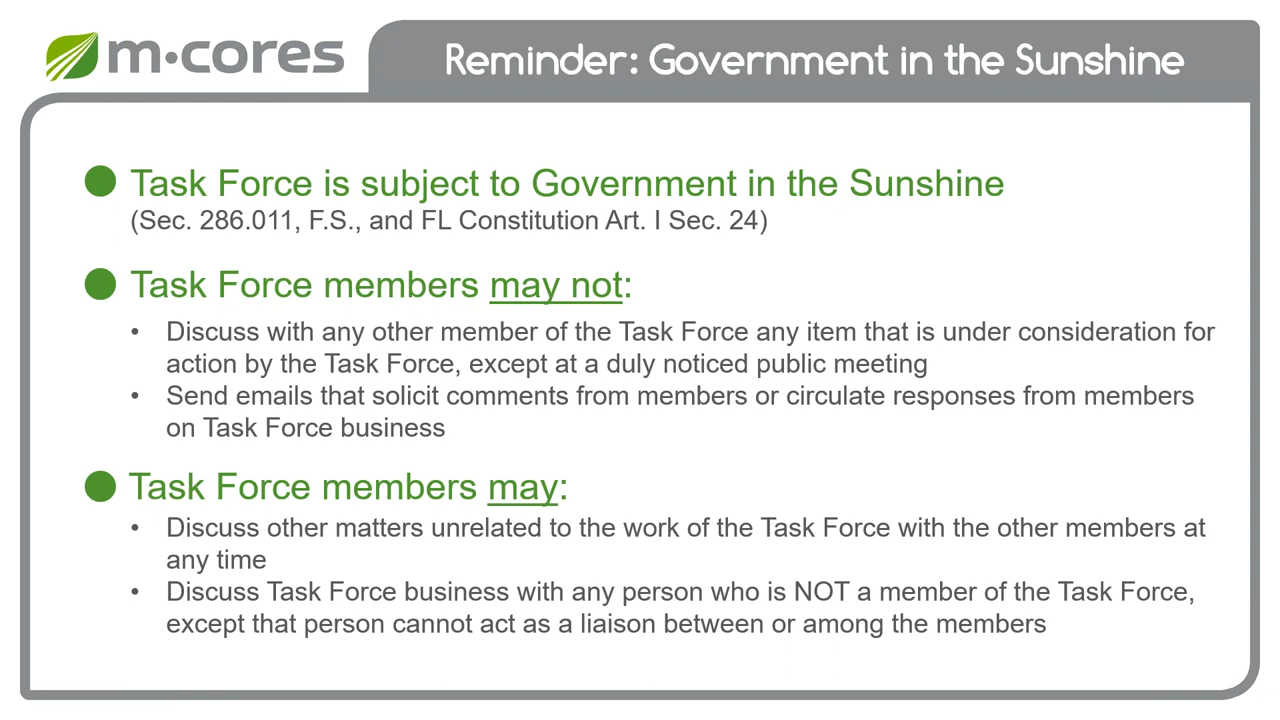 m·cores
Reminder: Government in the Sunshine
Task Force is subject to Government in the Sunshine
(Sec. 286.011, F.S., and FL Constitution Art. I Sec. 24)
Task Force members may not:
• Discuss with any other member of the Task Force any item that is under consideration for
action by the Task Force, except at a duly noticed public meeting
• Send emails that solicit comments from members or circulate responses from members
on Task Force business
Task Force members may:
• Discuss other matters unrelated to the work of the Task Force with the other members at
any time
• Discuss Task Force business with any person who is NOT a member of the Task Force,
except that person cannot act as a liaison between or among the members